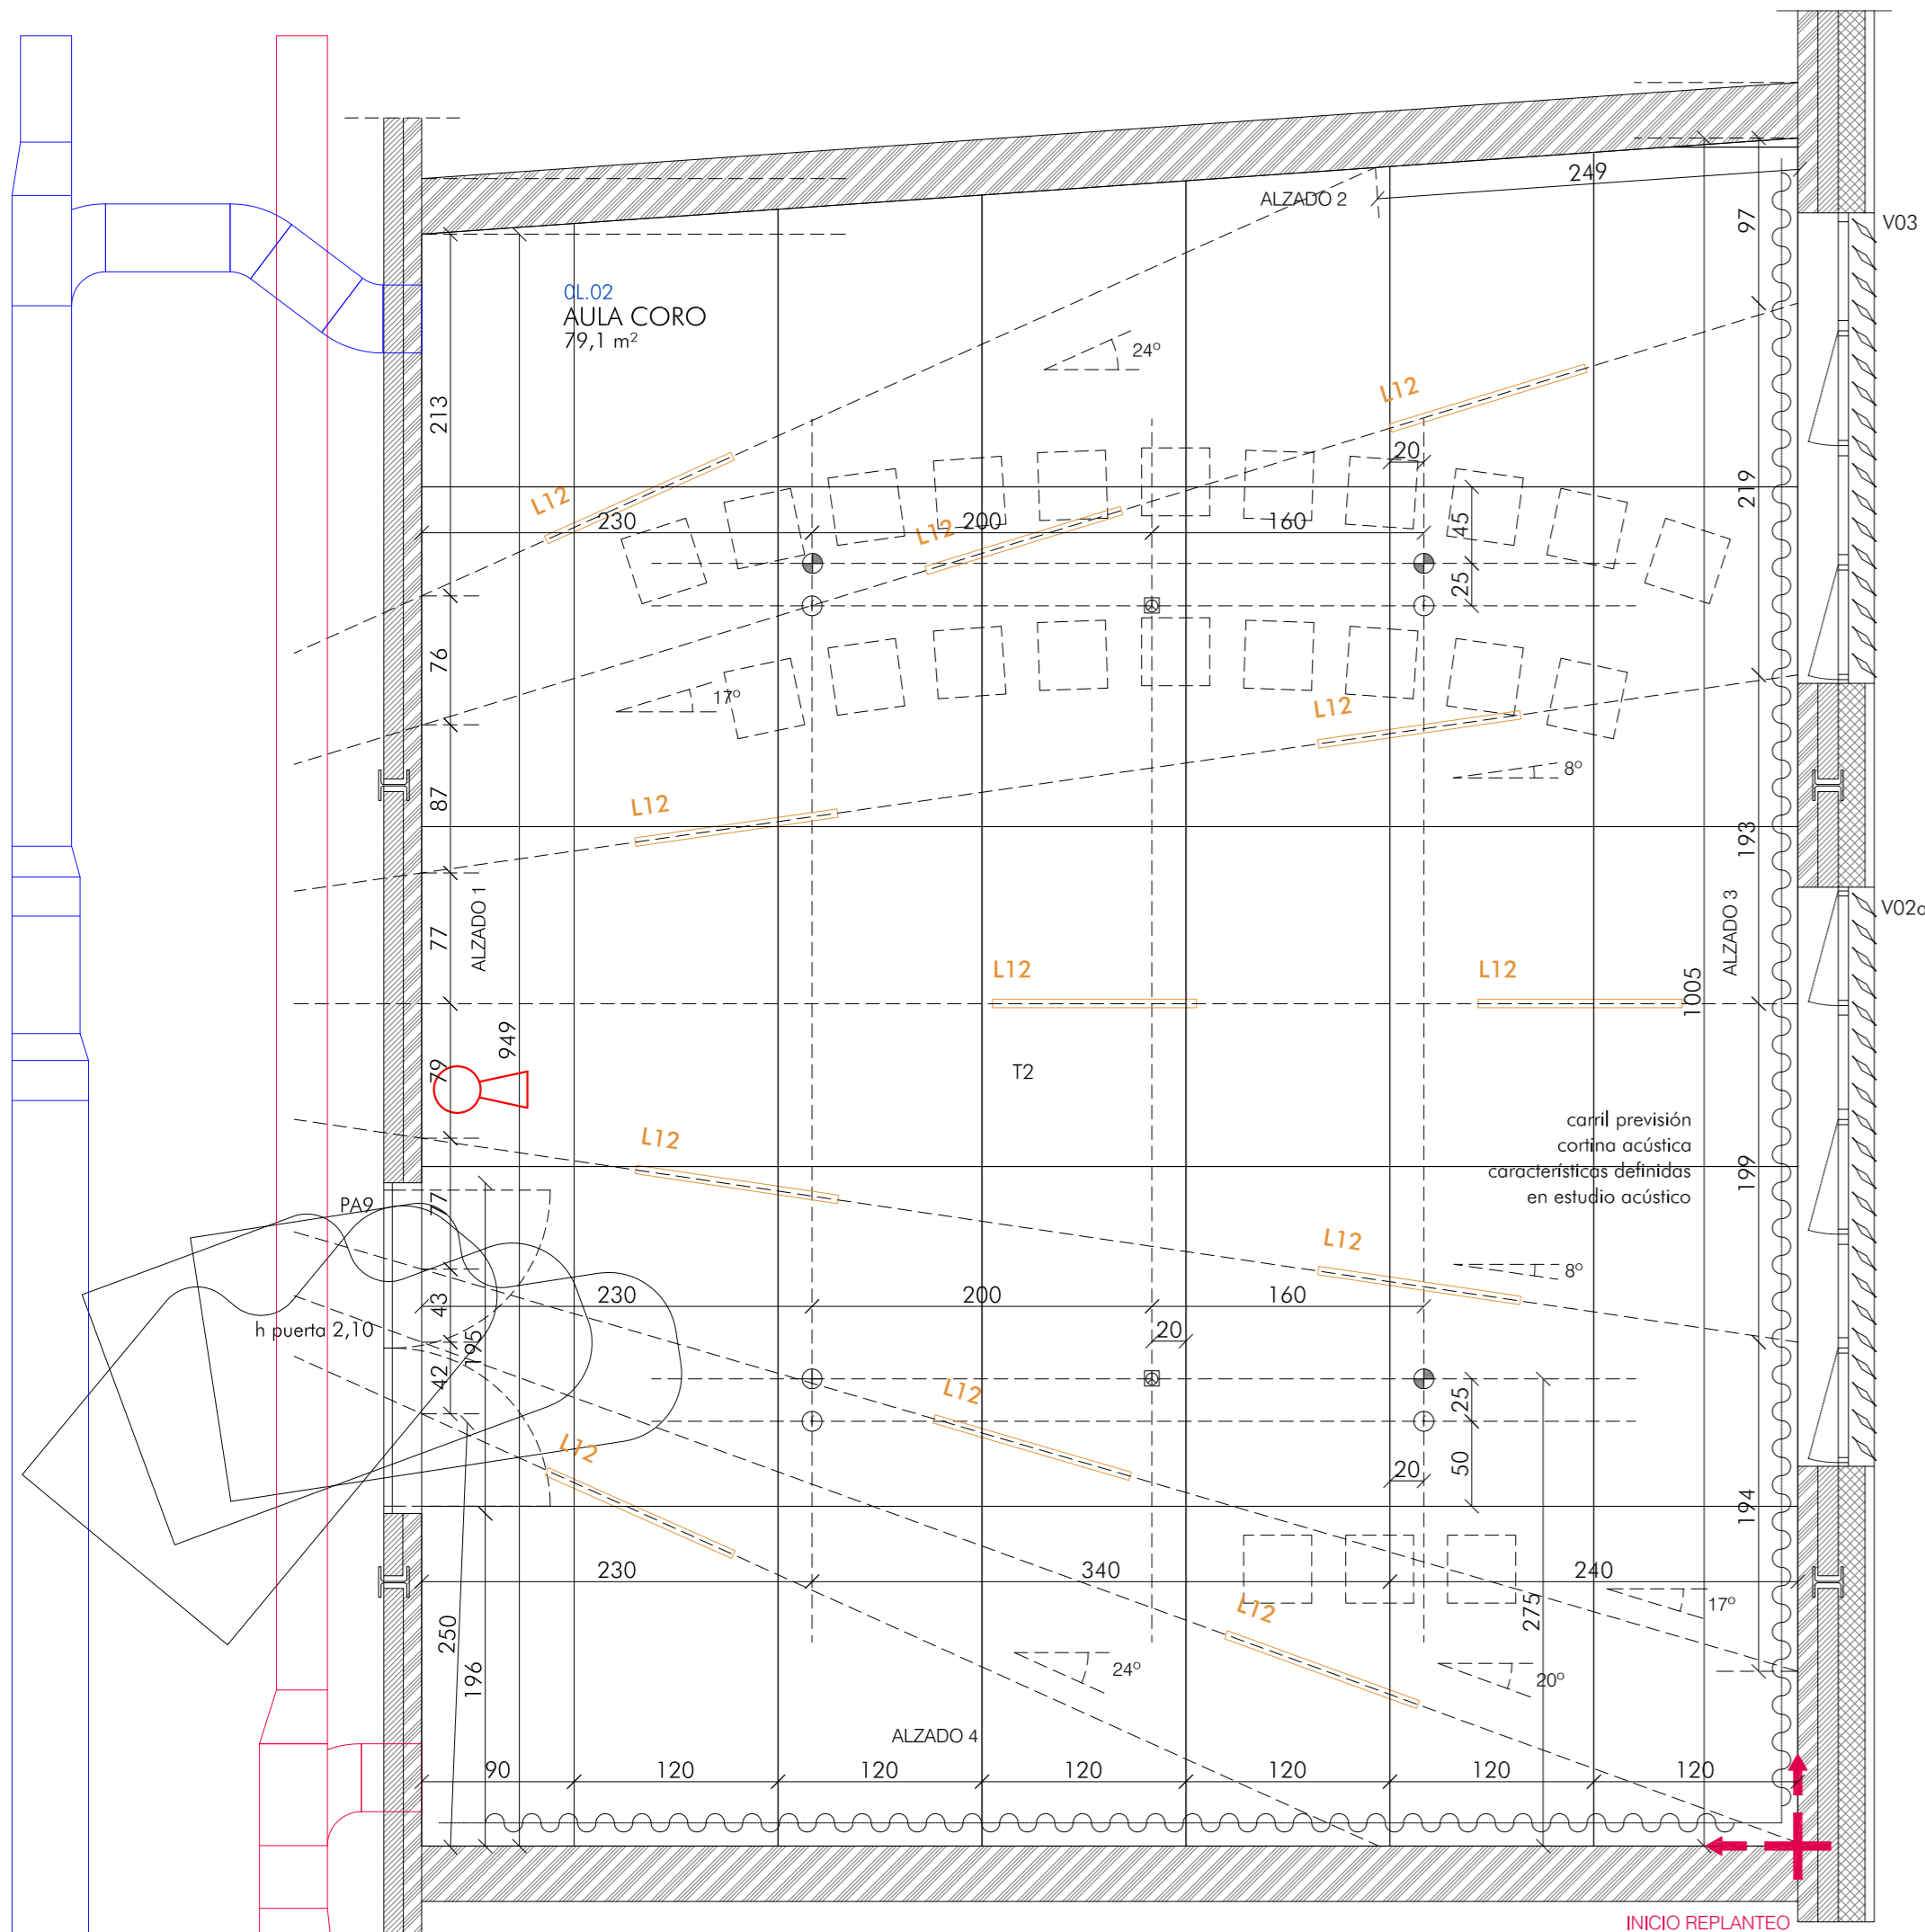 249
ALZADO 2
97
V03
0L.02
AULA CORO
79,1 m²
24º
L12
213
20
L12
219
230
L12
200
160
45
25
76
17º
L12
8º
87
L12
193
ALZADO 1
ALZADO 3
V02a
77
L12
L12
1005
949
79
T2
carril previsión
cortina acústica
características definidas
en estudio acústico
L12
199
PA9
77
L12
8º
43
230
200
160
h puerta 2,10
195
20
42
L12
25
L12
50
20
194
230
340
240
275
L12
17º
250
196
24º
20º
ALZADO 4
90
120
120
120
120
120
120
INICIO REPLANTEO